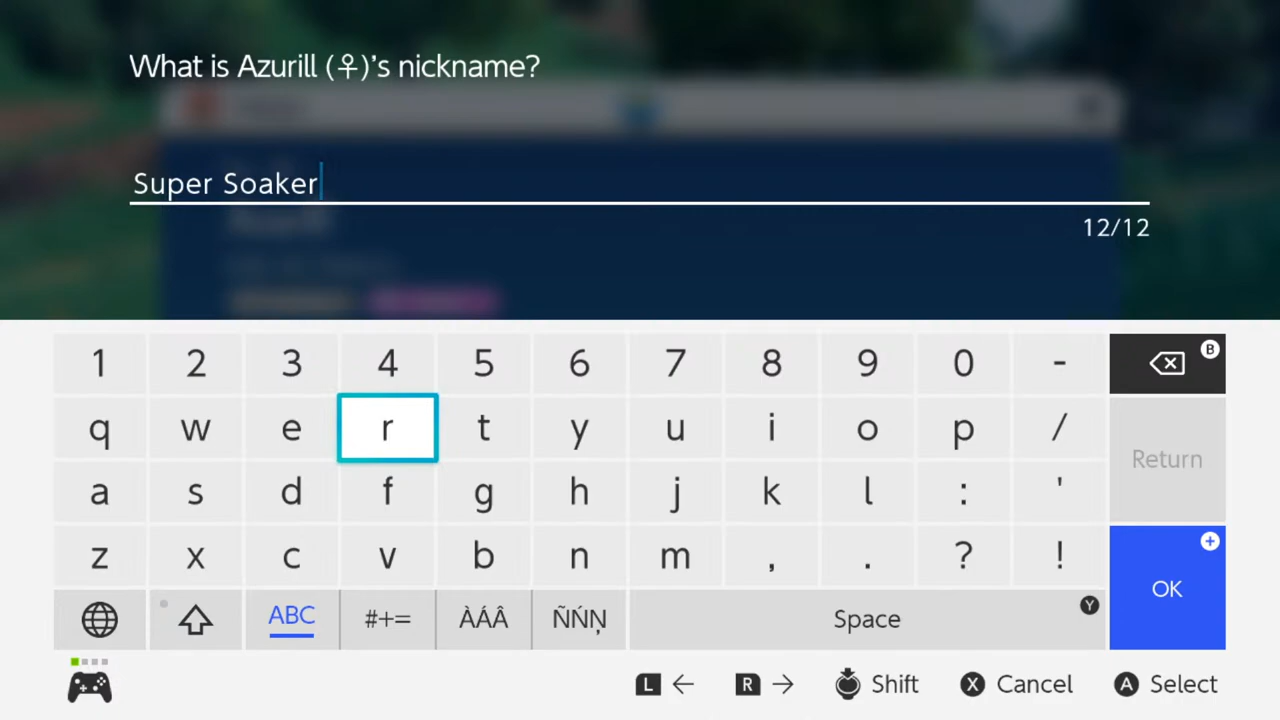 What is Azurill (♀)'s nickname?
Super Soaker
12/12
1 2 3 4 5 6 7 8 9 0 -
B
q w e r t y u i o p /
Return
a s d f g h j k l : '
z x c v b n m , . ? !
+
OK
ABC #+= ÀÁÂ ÑŃŅ Space Y
L ← R → Shift X Cancel A Select